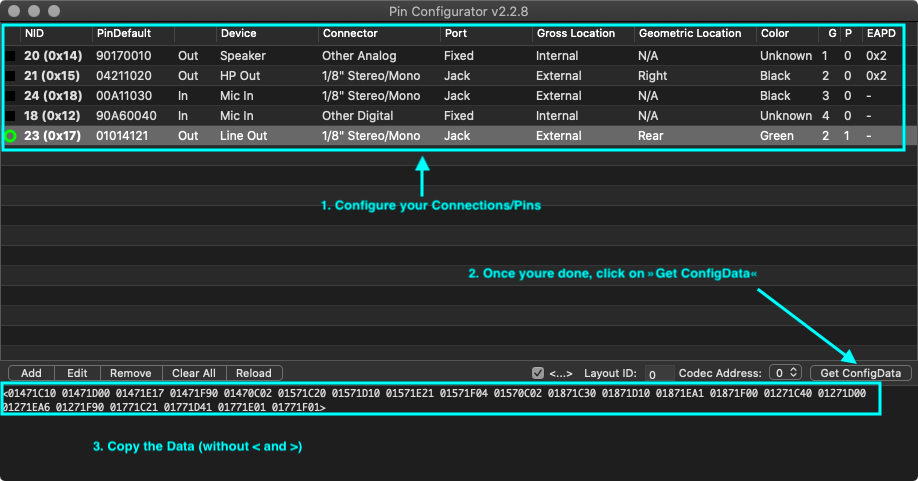 Pin Configurator v2.2.8
NID PinDefault Device Connector Port Gross Location Geometric Location Color G P EAPD
20 (0x14) 90170010 Out Speaker Other Analog Fixed Internal N/A Unknown 1 0 0x2
21 (0x15) 04211020 Out HP Out 1/8" Stereo/Mono Jack External Right Black 2 0 0x2
24 (0x18) 00A11030 In Mic In 1/8" Stereo/Mono Jack External N/A Black 3 0 -
18 (0x12) 90A60040 In Mic In Other Digital Fixed Internal N/A Unknown 4 0 -
23 (0x17) 01014121 Out Line Out 1/8" Stereo/Mono Jack External Rear Green 2 1 -
1. Configure your Connections/Pins
2. Once youre done, click on »Get ConfigData«
Add Edit Remove Clear All Reload <...> Layout ID: 0 Codec Address: 0 Get ConfigData
<01471C10 01471D00 01471E17 01471F90 01470C02 01571C20 01571D10 01571E21 01571F04 01570C02 01871C30 01871D10 01871EA1 01871F00 01271C40 01271D00
01271EA6 01271F90 01771C21 01771D41 01771E01 01771F01>
3. Copy the Data (without < and >)